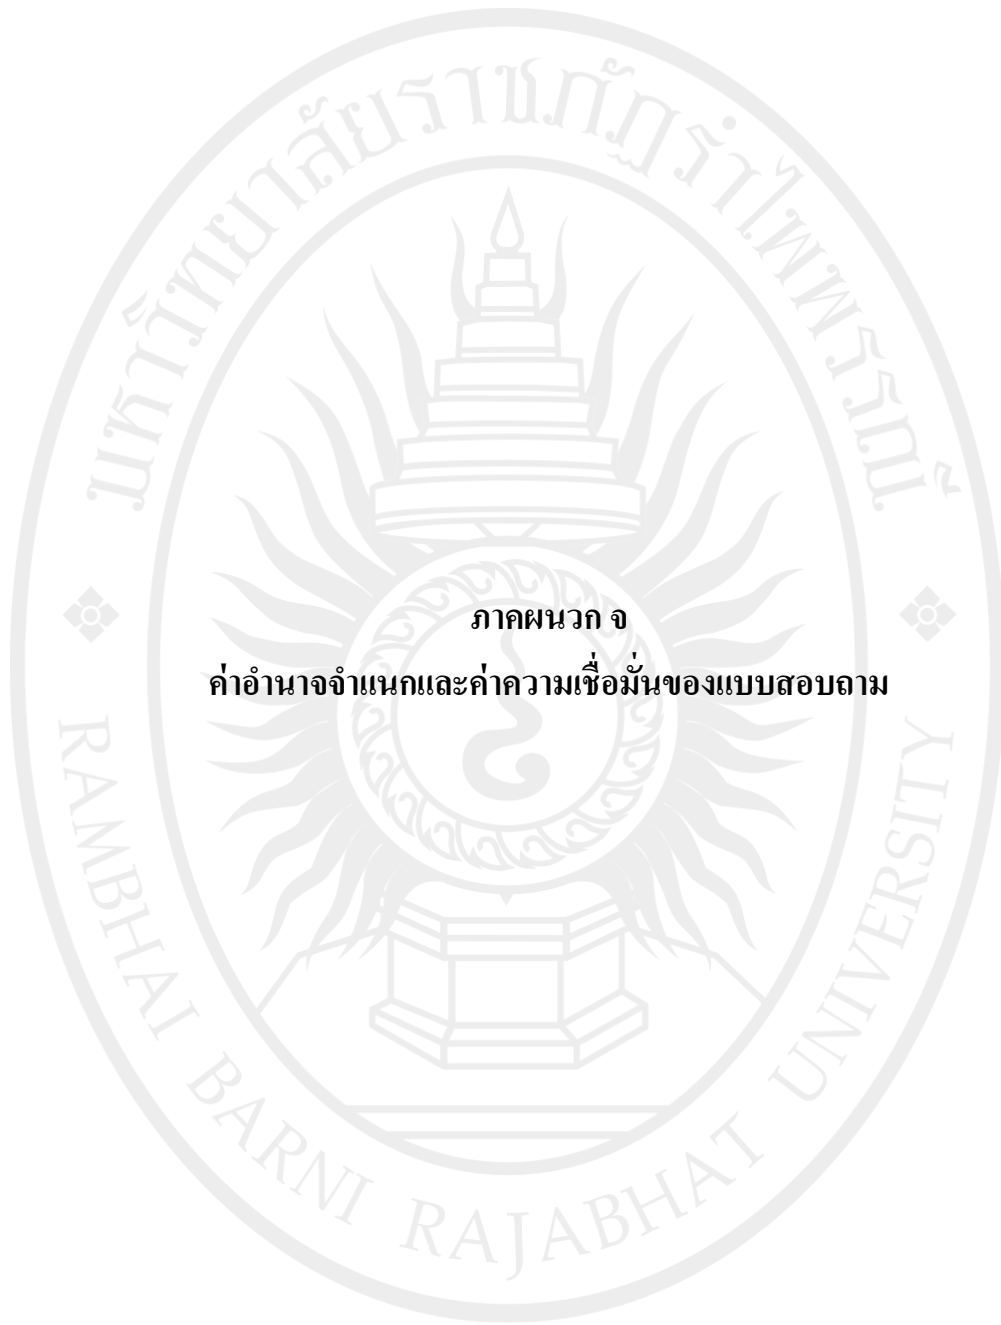 มหาวิทยาลัยราชภัฏรำไพพรรณี
ภาคผนวก จ
ค่าอำนาจจำแนกและค่าความเชื่อมั่นของแบบสอบถาม
RAMBHAI BARNI RAJABHAT UNIVERSITY